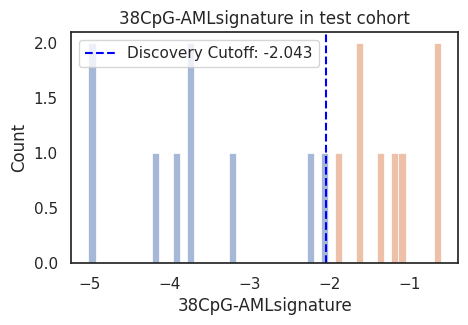 38CpG-AMLsignature in test cohort
Discovery Cutoff: -2.043
2.0
1.5
1.0
0.5
0.0
Count
−5 −4 −3 −2 −1
38CpG-AMLsignature